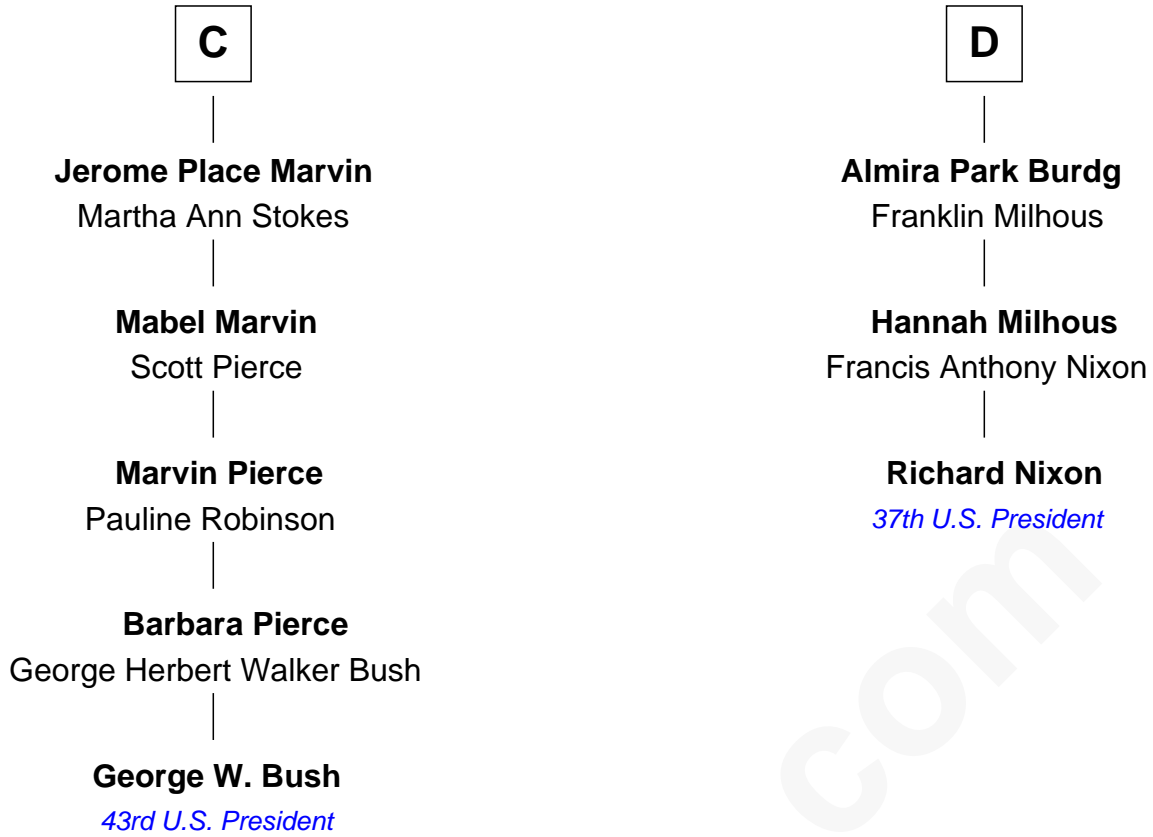 C
Jerome Place Marvin
Martha Ann Stokes
Mabel Marvin
Scott Pierce
Marvin Pierce
Pauline Robinson
Barbara Pierce
George Herbert Walker Bush
George W. Bush
43rd U.S. President
D
Almira Park Burdg
Franklin Milhous
Hannah Milhous
Francis Anthony Nixon
Richard Nixon
37th U.S. President
com